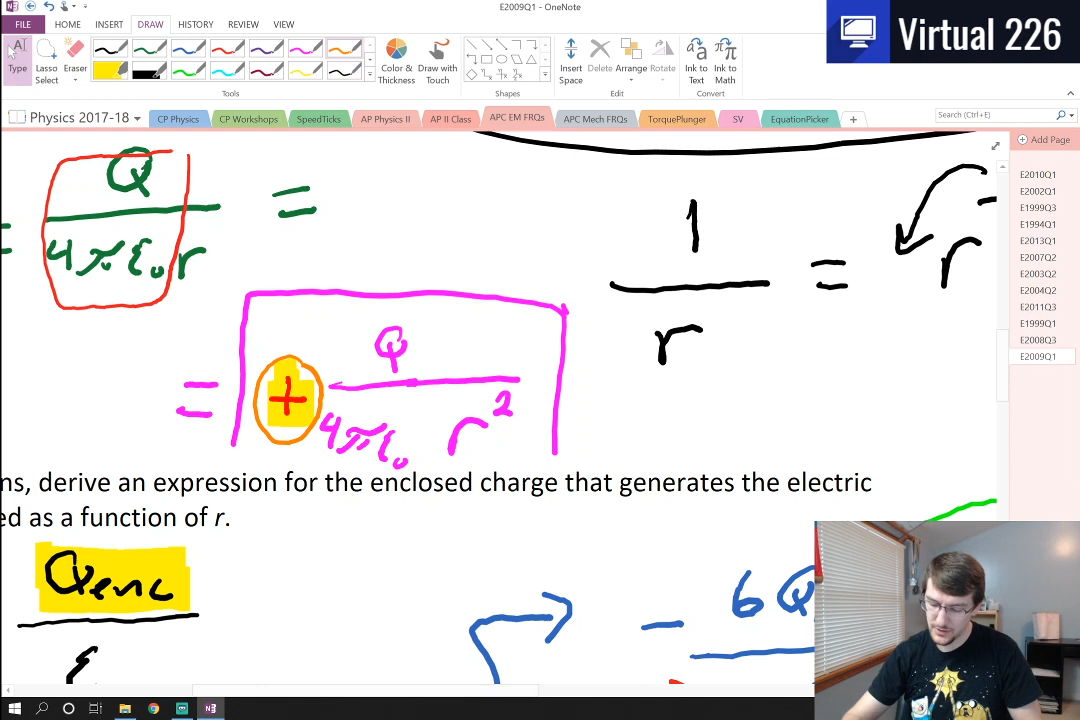 E2009Q1 - OneNote
FILE HOME INSERT DRAW HISTORY REVIEW VIEW
Virtual 226
Type Lasso Select Eraser Color & Thickness Draw with Touch Insert Space Delete Arrange Rotate Ink to Text Ink to Math
Tools Shapes Edit Convert
Physics 2017-18 CP Physics CP Workshops SpeedTicks AP Physics II AP II Class APC EM FRQs APC Mech FRQs TorquePlunger SV EquationPicker Search (Ctrl+E)
Add Page
E2010Q1
E2002Q1
E1999Q3
E1994Q1
E2013Q1
E2007Q2
E2003Q2
E2004Q2
E2011Q3
E1999Q1
E2008Q3
E2009Q1
= Q / 4πε₀ r =
1 / r = r
= + Q / 4πε₀ r²
ns, derive an expression for the enclosed charge that generates the electric
ed as a function of r.
Qenc
ε
- 6Q